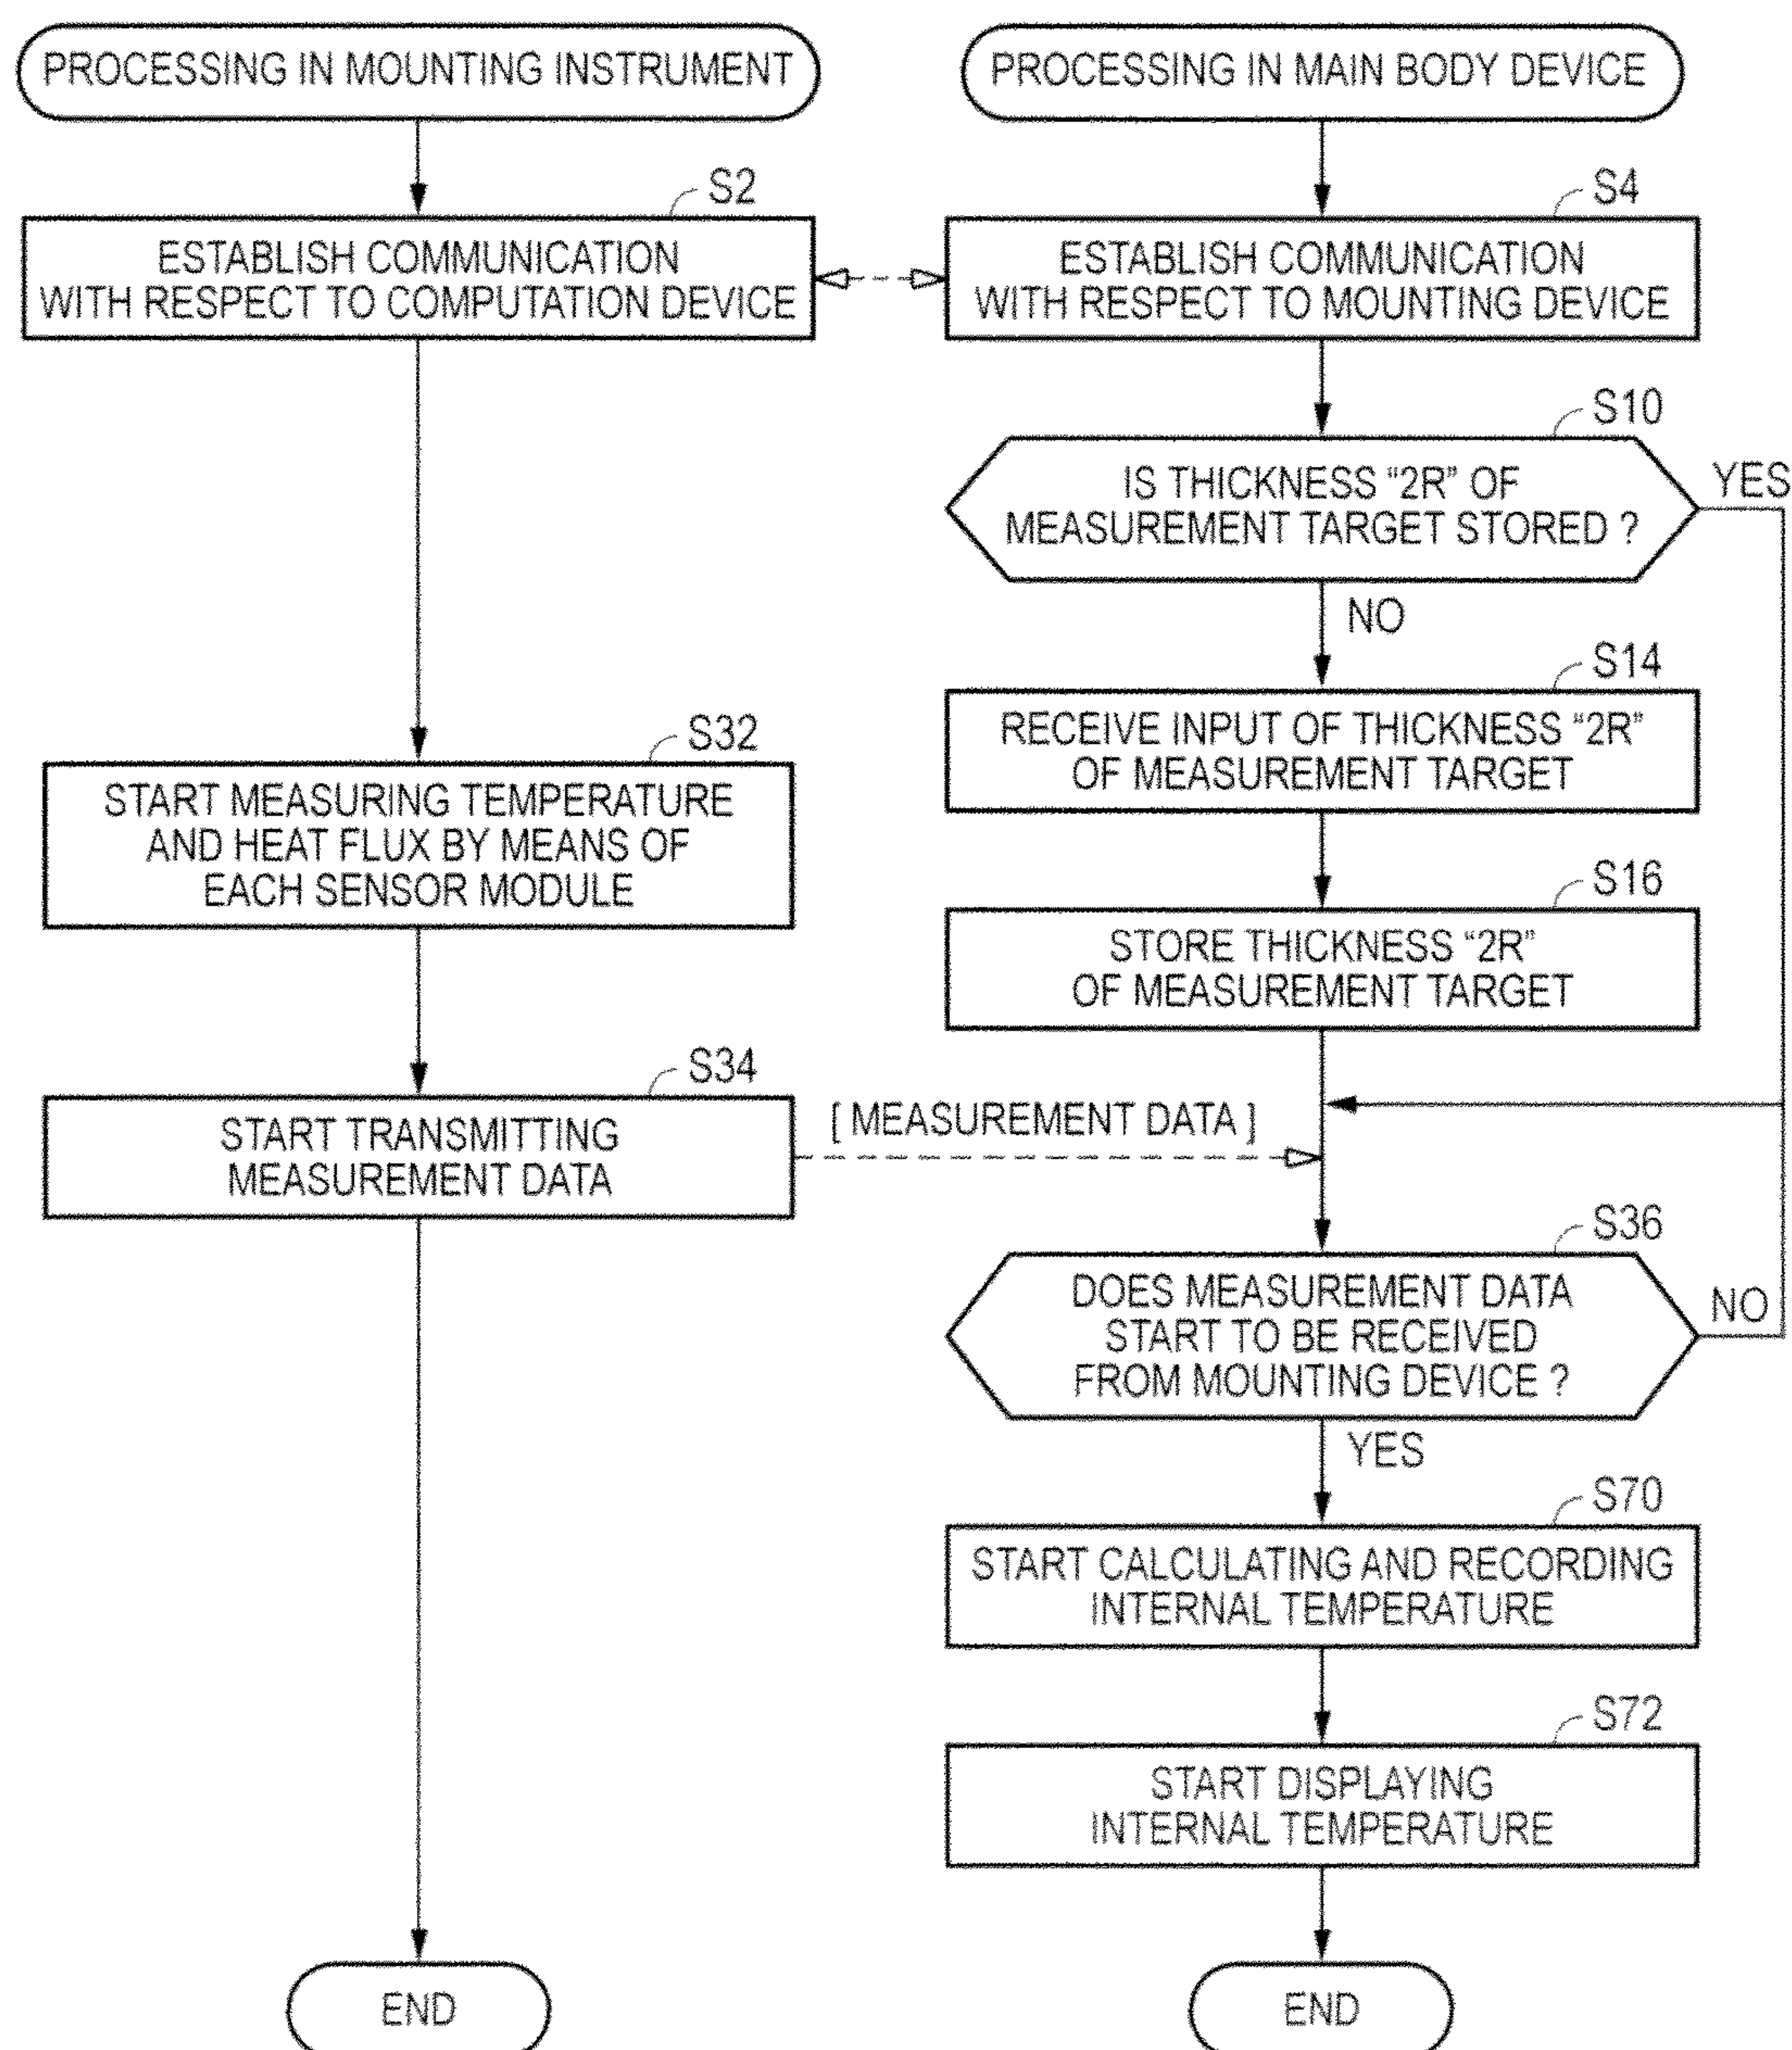 PROCESSING IN MOUNTING INSTRUMENT
PROCESSING IN MAIN BODY DEVICE
S2
ESTABLISH COMMUNICATION
WITH RESPECT TO COMPUTATION DEVICE
S4
ESTABLISH COMMUNICATION
WITH RESPECT TO MOUNTING DEVICE
S10
IS THICKNESS “2R” OF
MEASUREMENT TARGET STORED ?
YES
NO
S14
RECEIVE INPUT OF THICKNESS “2R”
OF MEASUREMENT TARGET
S32
START MEASURING TEMPERATURE
AND HEAT FLUX BY MEANS OF
EACH SENSOR MODULE
S16
STORE THICKNESS “2R”
OF MEASUREMENT TARGET
S34
START TRANSMITTING
MEASUREMENT DATA
[ MEASUREMENT DATA ]
S36
DOES MEASUREMENT DATA
START TO BE RECEIVED
FROM MOUNTING DEVICE ?
NO
YES
S70
START CALCULATING AND RECORDING
INTERNAL TEMPERATURE
S72
START DISPLAYING
INTERNAL TEMPERATURE
END
END